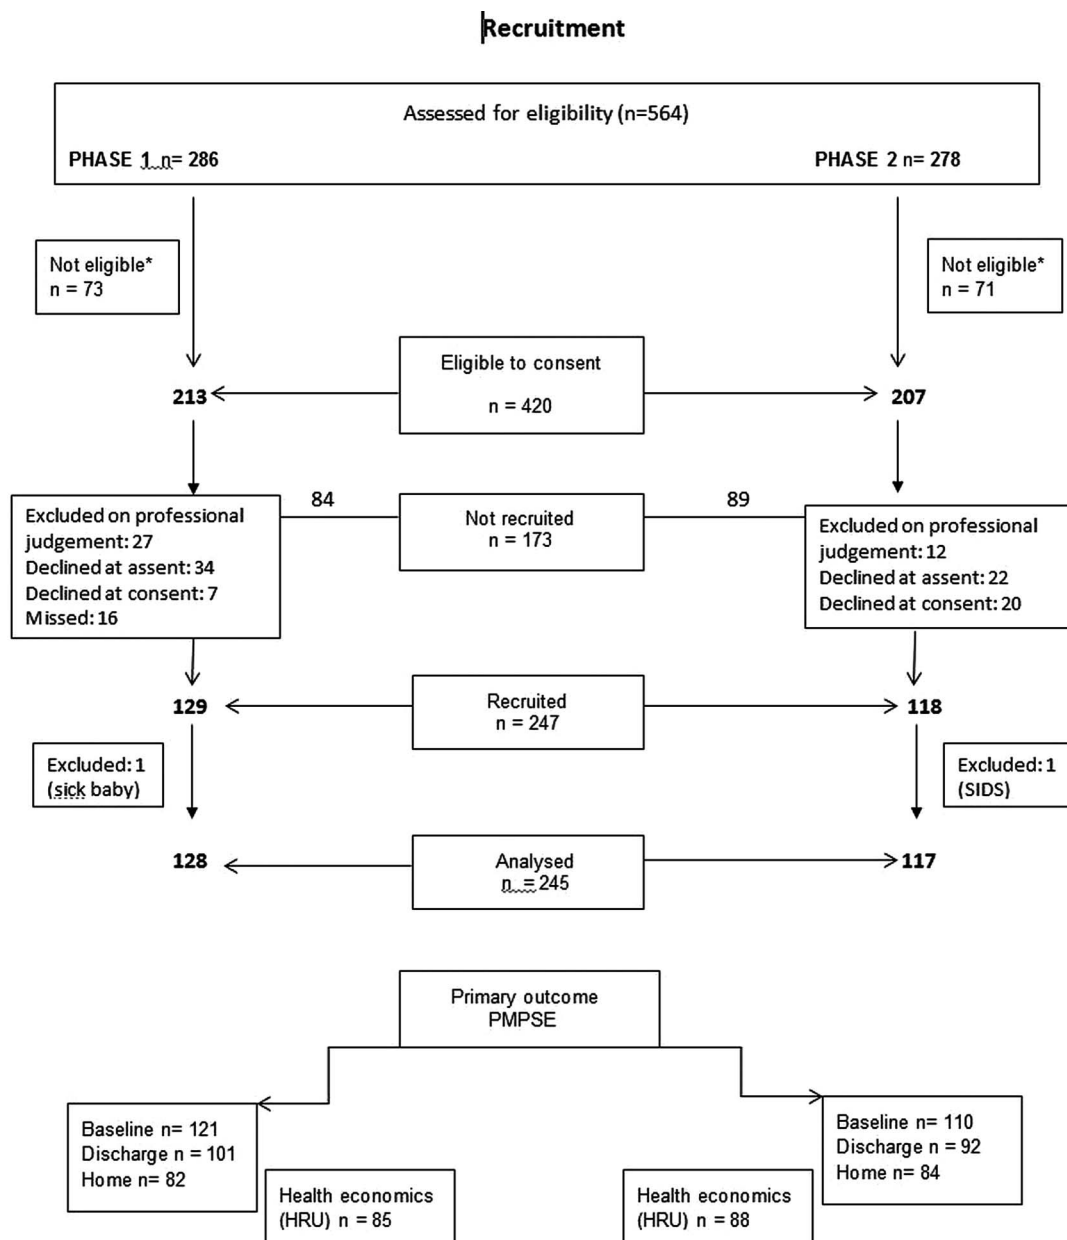 Recruitment
Assessed for eligibility (n=564)
PHASE 1 n= 286
PHASE 2 n= 278
Not eligible*
n = 73
Not eligible*
n = 71
Eligible to consent
n = 420
213
207
84
89
Excluded on professional
judgement: 27
Declined at assent: 34
Declined at consent: 7
Missed: 16
Not recruited
n = 173
Excluded on professional
judgement: 12
Declined at assent: 22
Declined at consent: 20
129
Recruited
n = 247
118
Excluded: 1
(sick baby)
Excluded: 1
(SIDS)
128
Analysed
n = 245
117
Primary outcome
PMPSE
Baseline n= 121
Discharge n = 101
Home n= 82
Baseline n= 110
Discharge n = 92
Home n= 84
Health economics
(HRU) n = 85
Health economics
(HRU) n = 88